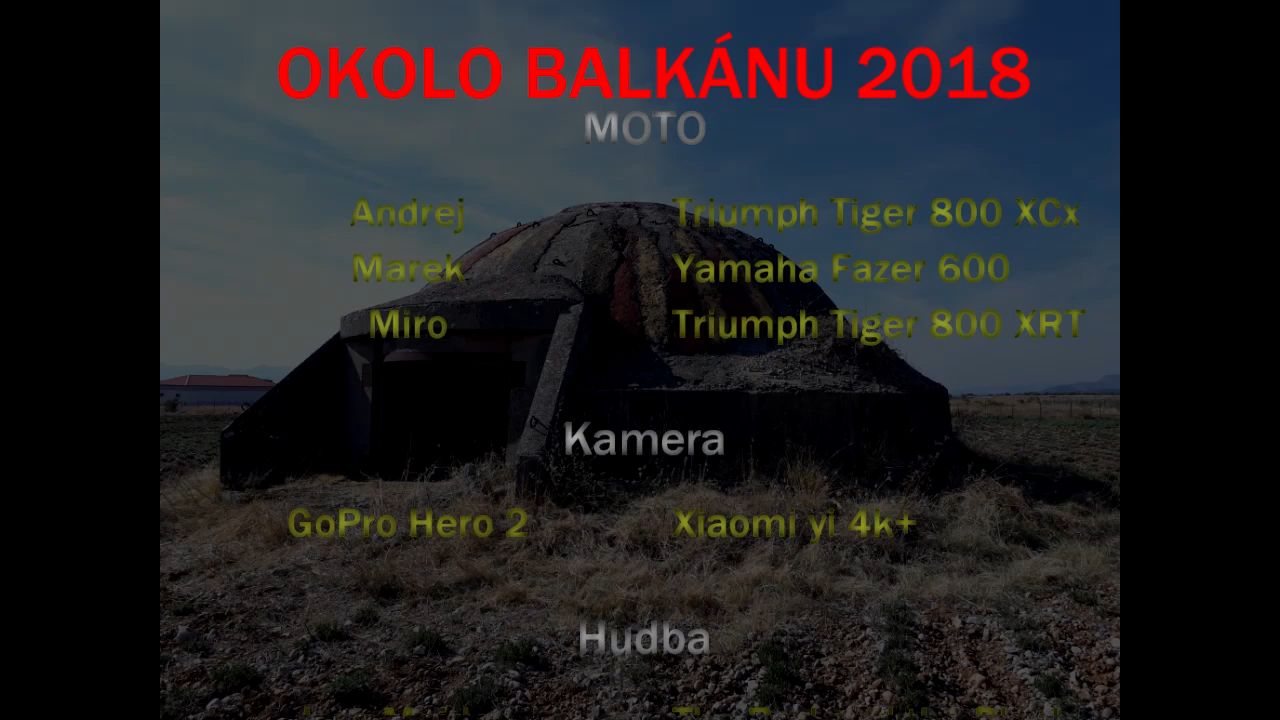 OKOLO BALKÁNU 2018
MOTO
Andrej Triumph Tiger 800 XCx
Marek Yamaha Fazer 600
Miro Triumph Tiger 800 XRT
Kamera
GoPro Hero 2 Xiaomi yi 4k+
Hudba